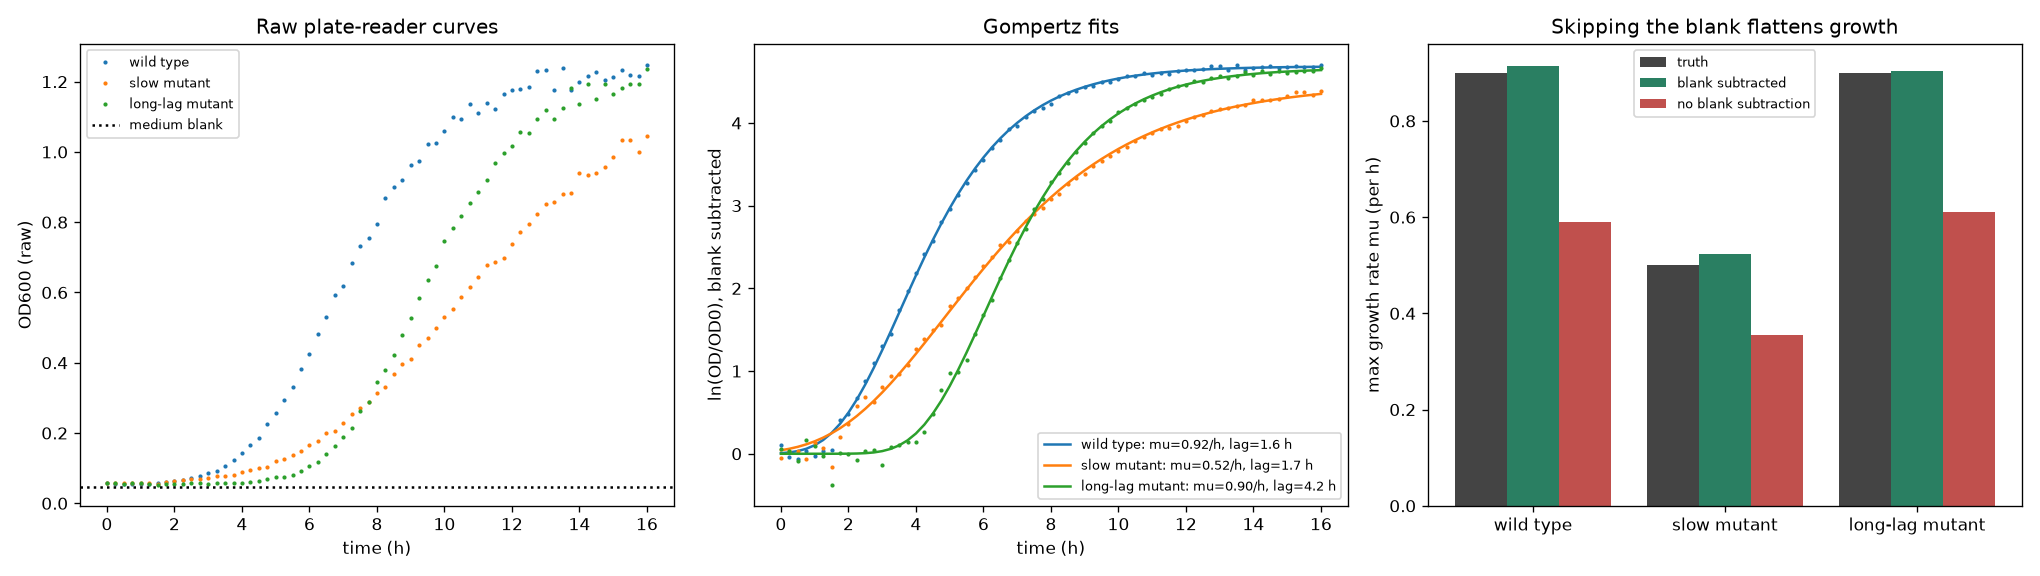 Raw plate-reader curves
OD600 (raw)
1.2
1.0
0.8
0.6
0.4
0.2
0.0
wild type
slow mutant
long-lag mutant
medium blank
0 2 4 6 8 10 12 14 16
time (h)
Gompertz fits
ln(OD/OD0), blank subtracted
4
3
2
1
0
wild type: mu=0.92/h, lag=1.6 h
slow mutant: mu=0.52/h, lag=1.7 h
long-lag mutant: mu=0.90/h, lag=4.2 h
0 2 4 6 8 10 12 14 16
time (h)
Skipping the blank flattens growth
max growth rate mu (per h)
0.8
0.6
0.4
0.2
0.0
truth
blank subtracted
no blank subtraction
wild type slow mutant long-lag mutant